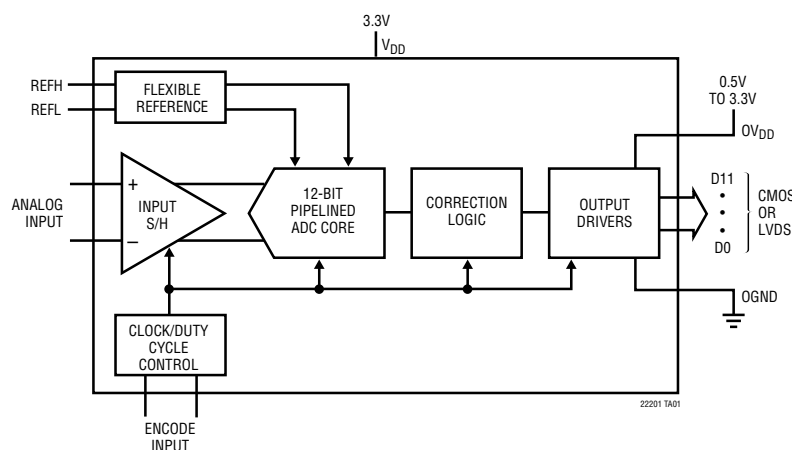 3.3V
VDD
REFH
REFL
FLEXIBLE
REFERENCE
0.5V
TO 3.3V
OVDD
ANALOG
INPUT
+
–
INPUT
S/H
12-BIT
PIPELINED
ADC CORE
CORRECTION
LOGIC
OUTPUT
DRIVERS
D11
•
•
•
D0
CMOS
OR
LVDS
OGND
CLOCK/DUTY
CYCLE
CONTROL
22201 TA01
ENCODE
INPUT